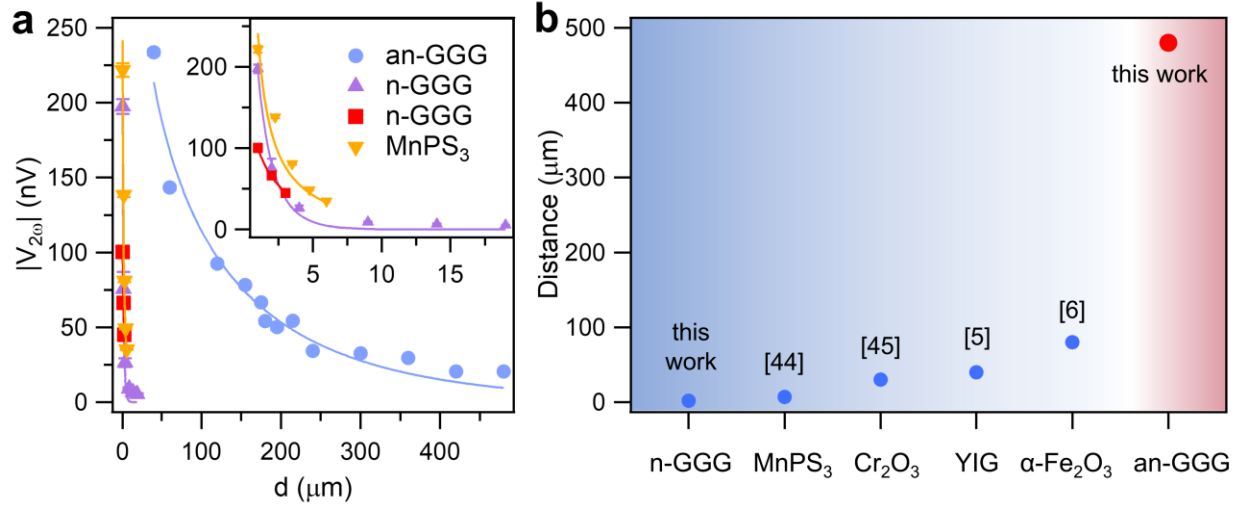 a
250
200
150
100
50
0
|V2ω| (nV)
0
100
200
300
400
d (μm)
200
100
0
5
10
15
an-GGG
n-GGG
n-GGG
MnPS3
b
500
400
300
200
100
0
Distance (μm)
this
work
[44]
[45]
[5]
[6]
this work
n-GGG
MnPS3
Cr2O3
YIG
α-Fe2O3
an-GGG